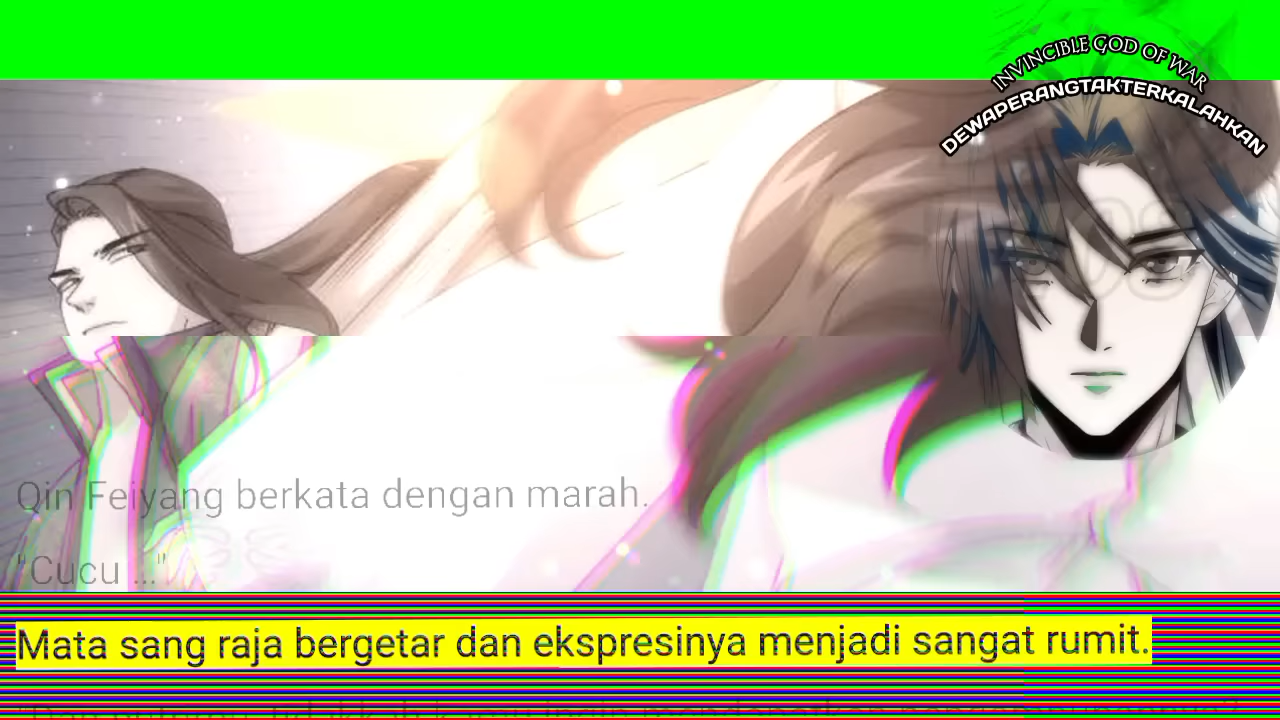 INVINCIBLE GOD OF WAR
DEWAPERANGTAKTERKALAHKAN
Qin Feiyang berkata dengan marah.
"Cucu ..."
Mata sang raja bergetar dan ekspresinya menjadi sangat rumit.